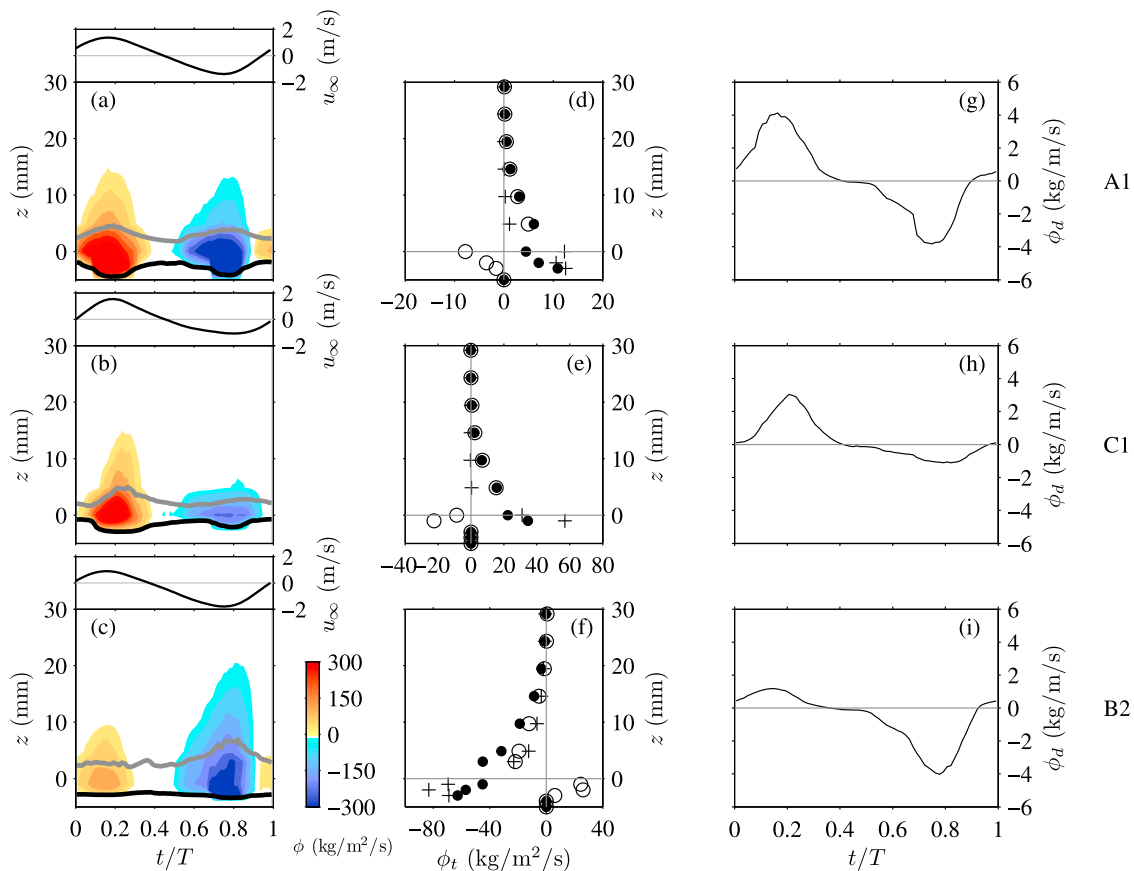 2
0
−2
u∞ (m/s)
(a)
30
20
10
0
z (mm)
(d)
30
20
10
0
z (mm)
−20 −10 0 10 20
(g)
6
4
2
0
−2
−4
−6
ϕd (kg/m/s)
A1
2
0
−2
u∞ (m/s)
(b)
30
20
10
0
z (mm)
(e)
30
20
10
0
z (mm)
−40 −20 0 20 40 60 80
(h)
6
4
2
0
−2
−4
−6
ϕd (kg/m/s)
C1
2
0
−2
u∞ (m/s)
(c)
30
20
10
0
z (mm)
0 0.2 0.4 0.6 0.8 1
t/T
300
150
0
−150
−300
ϕ (kg/m²/s)
(f)
30
20
10
0
z (mm)
−80 −40 0 40
ϕt (kg/m²/s)
(i)
6
4
2
0
−2
−4
−6
ϕd (kg/m/s)
0 0.2 0.4 0.6 0.8 1
t/T
B2